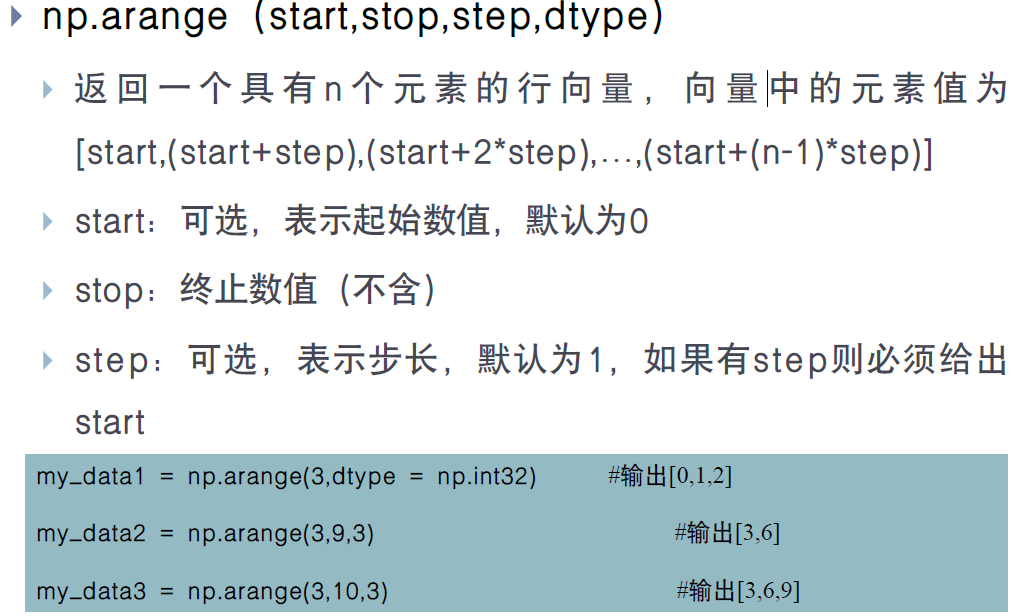 np.arange（start,stop,step,dtype）
返回一个具有n个元素的行向量，向量中的元素值为
[start,(start+step),(start+2*step),…,(start+(n-1)*step)]
start：可选，表示起始数值，默认为0
stop：终止数值（不含）
step：可选，表示步长，默认为1，如果有step则必须给出
start
my_data1 = np.arange(3,dtype = np.int32) #输出[0,1,2]
my_data2 = np.arange(3,9,3) #输出[3,6]
my_data3 = np.arange(3,10,3) #输出[3,6,9]